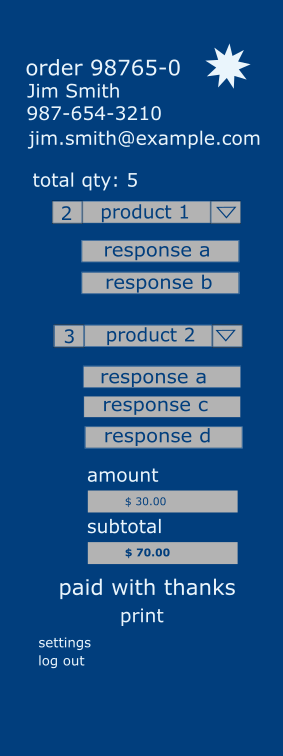 order 98765-0
Jim Smith
987-654-3210
jim.smith@example.com
total qty: 5
2 product 1
response a
response b
3 product 2
response a
response c
response d
amount
$ 30.00
subtotal
$ 70.00
paid with thanks
print
settings
log out